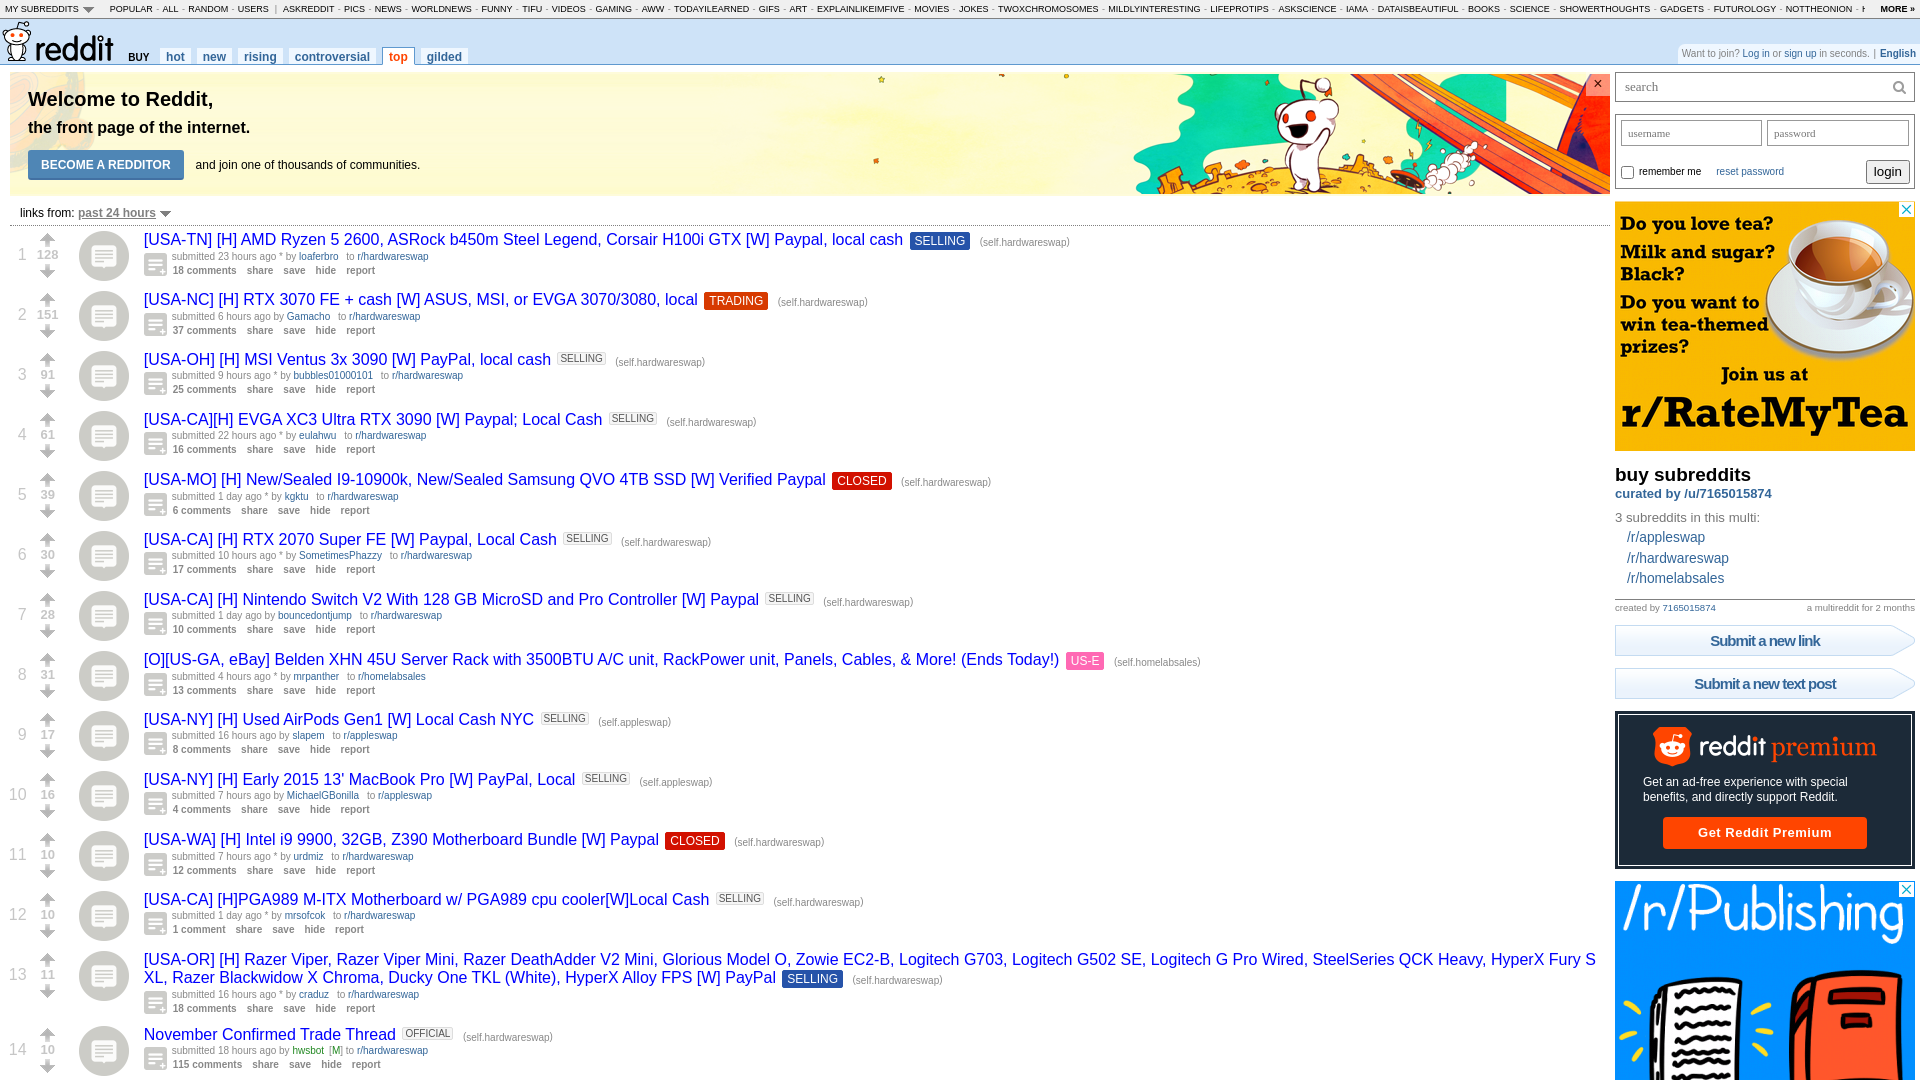 MY SUBREDDITS POPULAR - ALL - RANDOM - USERS | ASKREDDIT - PICS - NEWS - WORLDNEWS - FUNNY - TIFU - VIDEOS - GAMING - AWW - TODAYILEARNED - GIFS - ART - EXPLAINLIKEIMFIVE - MOVIES - JOKES - TWOXCHROMOSOMES - MILDLYINTERESTING - LIFEPROTIPS - ASKSCIENCE - IAMA - DATAISBEAUTIFUL - BOOKS - SCIENCE - SHOWERTHOUGHTS - GADGETS - FUTUROLOGY - NOTTHEONION - MORE »
reddit BUY hot new rising controversial top gilded
Want to join? Log in or sign up in seconds. | English
Welcome to Reddit,
the front page of the internet.
BECOME A REDDITOR and join one of thousands of communities.
×
links from: past 24 hours
1 128 [USA-TN] [H] AMD Ryzen 5 2600, ASRock b450m Steel Legend, Corsair H100i GTX [W] Paypal, local cash SELLING (self.hardwareswap)
submitted 23 hours ago * by loaferbro to r/hardwareswap
18 comments share save hide report
2 151 [USA-NC] [H] RTX 3070 FE + cash [W] ASUS, MSI, or EVGA 3070/3080, local TRADING (self.hardwareswap)
submitted 6 hours ago by Gamacho to r/hardwareswap
37 comments share save hide report
3 91 [USA-OH] [H] MSI Ventus 3x 3090 [W] PayPal, local cash SELLING (self.hardwareswap)
submitted 9 hours ago * by bubbles01000101 to r/hardwareswap
25 comments share save hide report
4 61 [USA-CA][H] EVGA XC3 Ultra RTX 3090 [W] Paypal; Local Cash SELLING (self.hardwareswap)
submitted 22 hours ago * by eulahwu to r/hardwareswap
16 comments share save hide report
5 39 [USA-MO] [H] New/Sealed I9-10900k, New/Sealed Samsung QVO 4TB SSD [W] Verified Paypal CLOSED (self.hardwareswap)
submitted 1 day ago * by kgktu to r/hardwareswap
6 comments share save hide report
6 30 [USA-CA] [H] RTX 2070 Super FE [W] Paypal, Local Cash SELLING (self.hardwareswap)
submitted 10 hours ago * by SometimesPhazzy to r/hardwareswap
17 comments share save hide report
7 28 [USA-CA] [H] Nintendo Switch V2 With 128 GB MicroSD and Pro Controller [W] Paypal SELLING (self.hardwareswap)
submitted 1 day ago by bouncedontjump to r/hardwareswap
10 comments share save hide report
8 31 [O][US-GA, eBay] Belden XHN 45U Server Rack with 3500BTU A/C unit, RackPower unit, Panels, Cables, & More! (Ends Today!) US-E (self.homelabsales)
submitted 4 hours ago * by mrpanther to r/homelabsales
13 comments share save hide report
9 17 [USA-NY] [H] Used AirPods Gen1 [W] Local Cash NYC SELLING (self.appleswap)
submitted 16 hours ago by slapem to r/appleswap
8 comments share save hide report
10 16 [USA-NY] [H] Early 2015 13' MacBook Pro [W] PayPal, Local SELLING (self.appleswap)
submitted 7 hours ago by MichaelGBonilla to r/appleswap
4 comments share save hide report
11 10 [USA-WA] [H] Intel i9 9900, 32GB, Z390 Motherboard Bundle [W] Paypal CLOSED (self.hardwareswap)
submitted 7 hours ago * by urdmiz to r/hardwareswap
12 comments share save hide report
12 10 [USA-CA] [H]PGA989 M-ITX Motherboard w/ PGA989 cpu cooler[W]Local Cash SELLING (self.hardwareswap)
submitted 1 day ago * by mrsofcok to r/hardwareswap
1 comment share save hide report
13 11 [USA-OR] [H] Razer Viper, Razer Viper Mini, Razer DeathAdder V2 Mini, Glorious Model O, Zowie EC2-B, Logitech G703, Logitech G502 SE, Logitech G Pro Wired, SteelSeries QCK Heavy, HyperX Fury S
XL, Razer Blackwidow X Chroma, Ducky One TKL (White), HyperX Alloy FPS [W] PayPal SELLING (self.hardwareswap)
submitted 16 hours ago * by craduz to r/hardwareswap
18 comments share save hide report
14 10 November Confirmed Trade Thread OFFICIAL (self.hardwareswap)
submitted 18 hours ago by hwsbot [M] to r/hardwareswap
115 comments share save hide report
search
username password
remember me reset password login
Do you love tea?
Milk and sugar?
Black?
Do you want to
win tea-themed
prizes?
Join us at
r/RateMyTea
buy subreddits
curated by /u/7165015874
3 subreddits in this multi:
/r/appleswap
/r/hardwareswap
/r/homelabsales
created by 7165015874 a multireddit for 2 months
Submit a new link
Submit a new text post
reddit premium
Get an ad-free experience with special
benefits, and directly support Reddit.
Get Reddit Premium
/r/Publishing